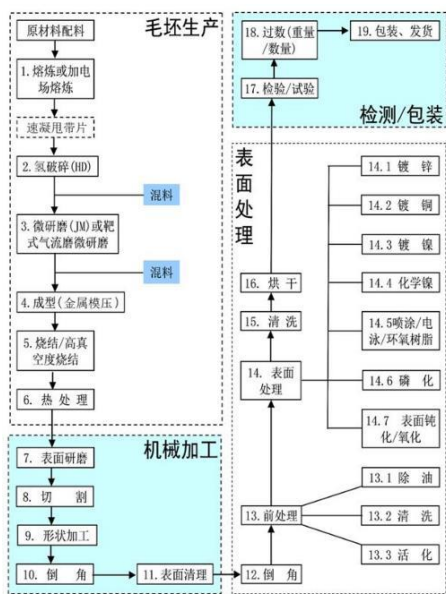 毛坯生产
原材料配料
1.熔炼或加电
场熔炼
速凝甩带片
2.氢破碎(HD)
混料
3.微研磨(JM)或靶
式气流磨微研磨
混料
4.成型(金属模压)
5.烧结/高真
空度烧结
6.热处理
机械加工
7.表面研磨
8.切割
9.形状加工
10.倒角
11.表面清理
表面处理
12.倒角
13.前处理
13.1除油
13.2清洗
13.3活化
14.表面
处理
14.1镀锌
14.2镀铜
14.3镀镍
14.4化学镍
14.5喷涂/电
泳/环氧树脂
14.6磷化
14.7表面钝
化/氧化
15.清洗
16.烘干
检测/包装
17.检验/试验
18.过数(重量
/数量)
19.包装、发货